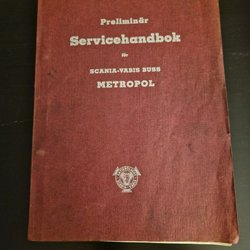 Preliminär
Servicehandbok
för
SCANIA-VABIS BUSS
METROPOL